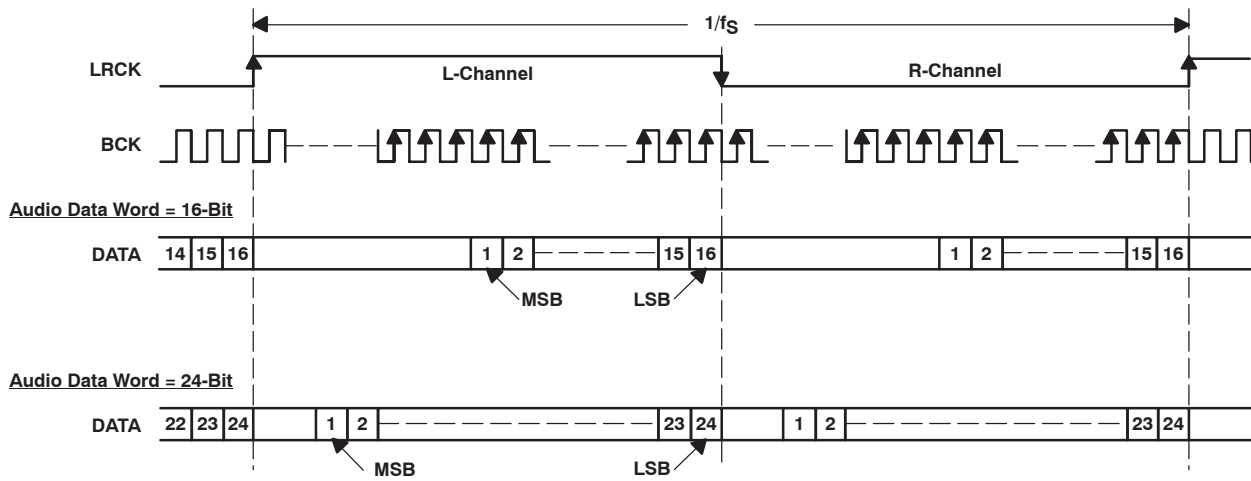 1/fS
LRCK
L-Channel
R-Channel
BCK
Audio Data Word = 16-Bit
DATA 14 15 16 1 2 15 16 1 2 15 16
MSB LSB
Audio Data Word = 24-Bit
DATA 22 23 24 1 2 23 24 1 2 23 24
MSB LSB